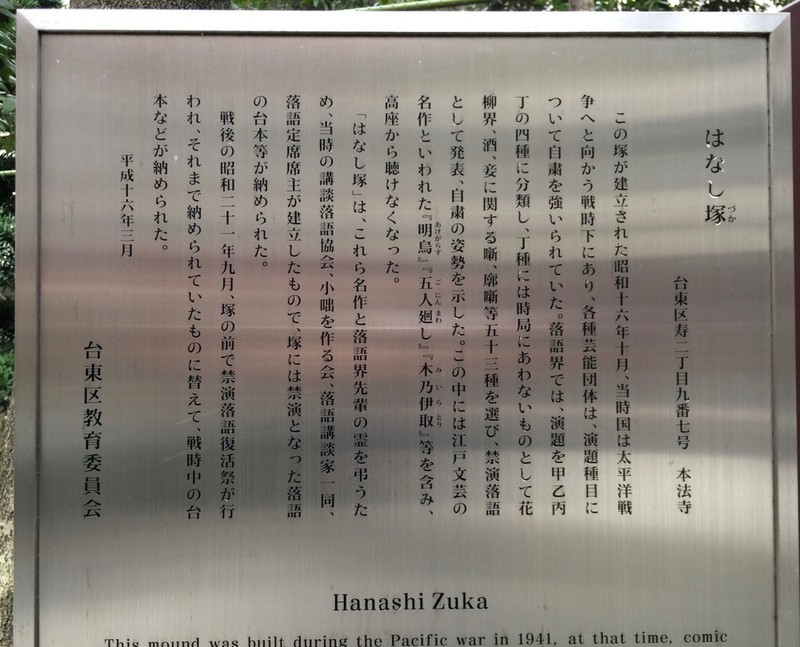 はなし塚
台東区寿二丁目九番七号 本法寺
この塚が建立された昭和十六年十月、当時国は太平洋戦
争へと向かう戦時下にあり、各種芸能団体は、演題種目に
ついて自粛を強いられていた。落語界では、演題を甲乙丙
丁の四種に分類し、丁種には時局にあわないものとして花
柳界、酒、妾に関する噺、廓噺等五十三種を選び、禁演落語
として発表、自粛の姿勢を示した。この中には江戸文芸の
名作といわれた『明烏』『五人廻し』『木乃伊取』等を含み、
高座から聴けなくなった。
「はなし塚」は、これら名作と落語界先輩の霊を弔うた
め、当時の講談落語協会、小咄を作る会、落語講談家一同、
落語定席席主が建立したもので、塚には禁演となった落語
の台本等が納められた。
戦後の昭和二十一年九月、塚の前で禁演落語復活祭が行
われ、それまで納められていたものに替えて、戦時中の台
本などが納められた。
平成十六年三月
台東区教育委員会
Hanashi Zuka
This mound was built during the Pacific war in 1941, at that time, comic